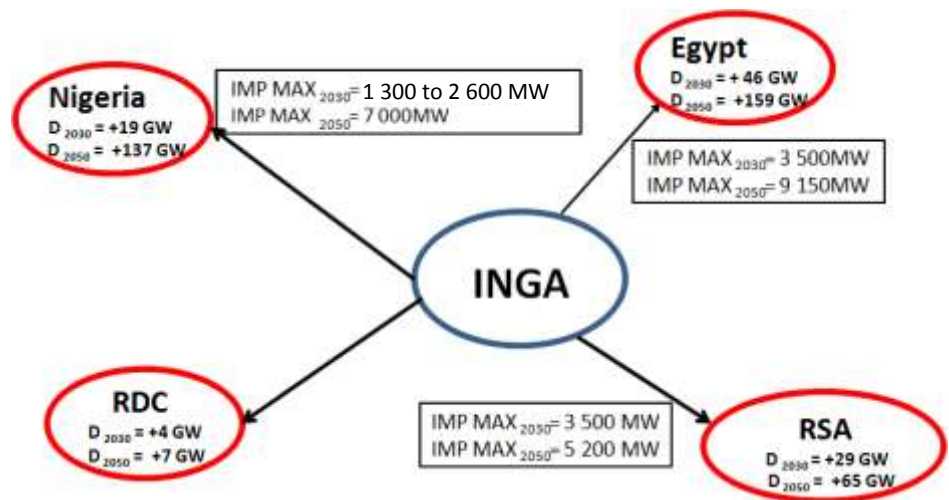 Nigeria
D 2030 = +19 GW
D 2050 = +137 GW
IMP MAX 2030= 1 300 to 2 600 MW
IMP MAX 2050= 7 000MW
Egypt
D 2030 = + 46 GW
D 2050 = +159 GW
IMP MAX 2030= 3 500MW
IMP MAX 2050= 9 150MW
INGA
RDC
D 2030 = +4 GW
D 2050 = +7 GW
IMP MAX 2030= 3 500 MW
IMP MAX 2050= 5 200 MW
RSA
D 2030 = +29 GW
D 2050 = +65 GW